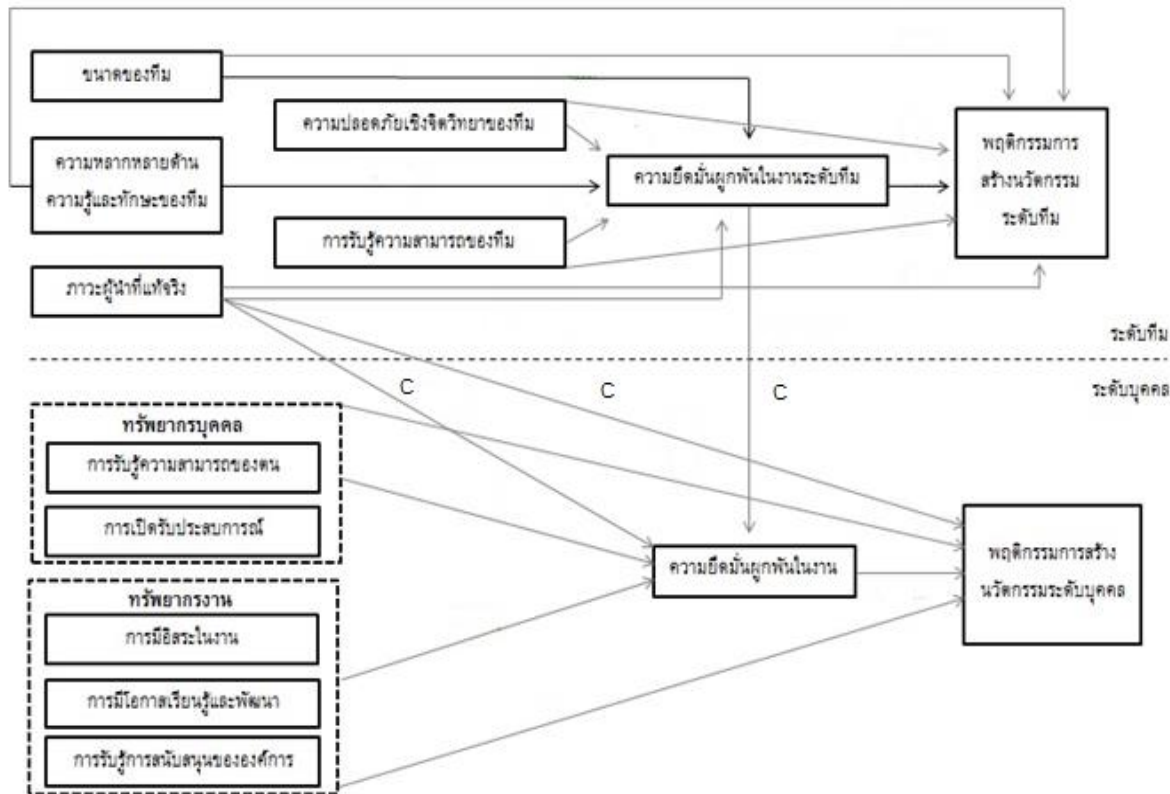 ขนาดของทีม
ความปลอดภัยเชิงจิตวิทยาของทีม
ความหลากหลายด้าน
ความรู้และทักษะของทีม
ความยึดมั่นผูกพันในงานระดับทีม
พฤติกรรมการ
สร้างนวัตกรรม
ระดับทีม
การรับรู้ความสามารถของทีม
ภาวะผู้นำที่แท้จริง
ระดับทีม
ระดับบุคคล
C
C
C
ทรัพยากรบุคคล
การรับรู้ความสามารถของตน
การเปิดรับประสบการณ์
ความยึดมั่นผูกพันในงาน
พฤติกรรมการสร้าง
นวัตกรรมระดับบุคคล
ทรัพยากรงาน
การมีอิสระในงาน
การมีโอกาสเรียนรู้และพัฒนา
การรับรู้การสนับสนุนขององค์การ